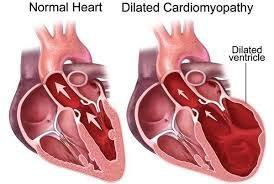 Normal Heart
Dilated Cardiomyopathy
Dilated
ventricle